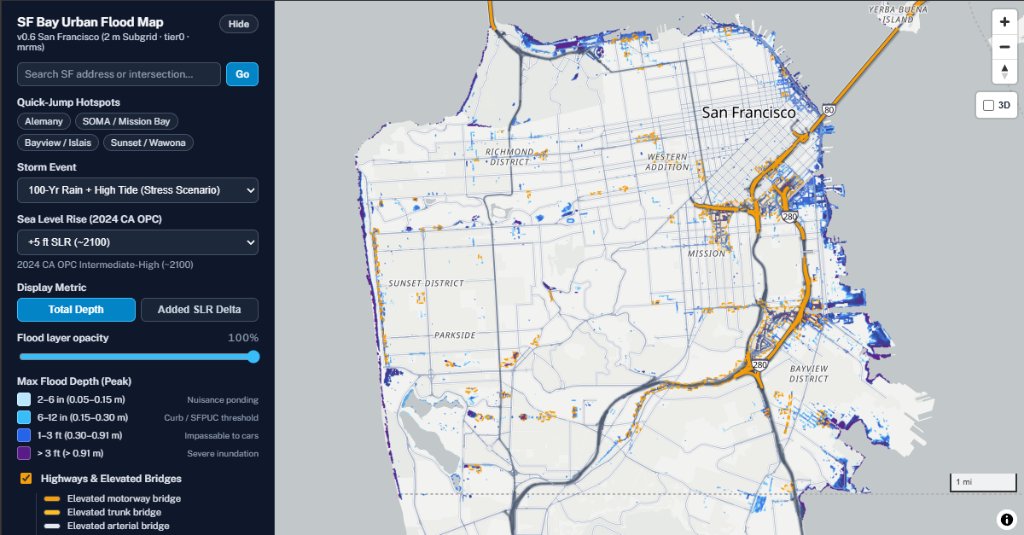 SF Bay Urban Flood Map
Hide
v0.6 San Francisco (2 m Subgrid · tier0 ·
mrms)
Search SF address or intersection...
Go
Quick-Jump Hotspots
Alemany
SOMA / Mission Bay
Bayview / Islais
Sunset / Wawona
Storm Event
100-Yr Rain + High Tide (Stress Scenario)
Sea Level Rise (2024 CA OPC)
+5 ft SLR (~2100)
2024 CA OPC Intermediate-High (~2100)
Display Metric
Total Depth
Added SLR Delta
Flood layer opacity
100%
Max Flood Depth (Peak)
2–6 in (0.05–0.15 m)
Nuisance ponding
6–12 in (0.15–0.30 m)
Curb / SFPUC threshold
1–3 ft (0.30–0.91 m)
Impassable to cars
> 3 ft (> 0.91 m)
Severe inundation
Highways & Elevated Bridges
Elevated motorway bridge
Elevated trunk bridge
Elevated arterial bridge
YERBA BUENA
ISLAND
3D
80
San Francisco
RICHMOND
DISTRICT
WESTERN
ADDITION
280
MISSION
SUNSET DISTRICT
PARKSIDE
280
BAYVIEW
DISTRICT
1 mi